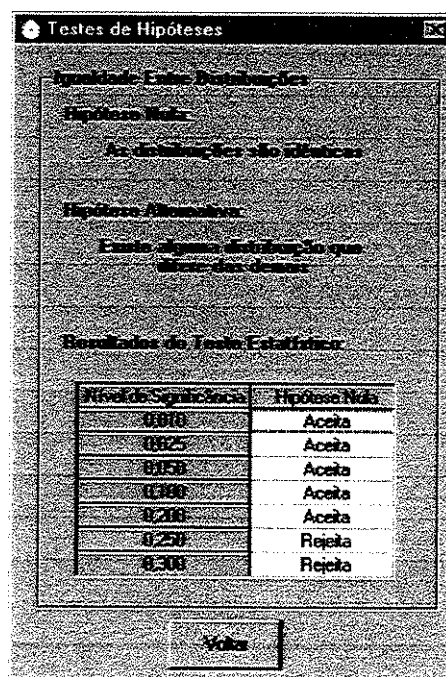 Testes de Hipóteses
Igualdade Entre Distribuições
Hipótese Nula:
As distribuições são idênticas
Hipótese Alternativa:
Existe alguma distribuição que
difere das demais
Resultados do Teste Estatístico:
Nível de Significância Hipótese Nula
0,010 Aceita
0,025 Aceita
0,050 Aceita
0,100 Aceita
0,200 Aceita
0,250 Rejeita
0,300 Rejeita
Voltar